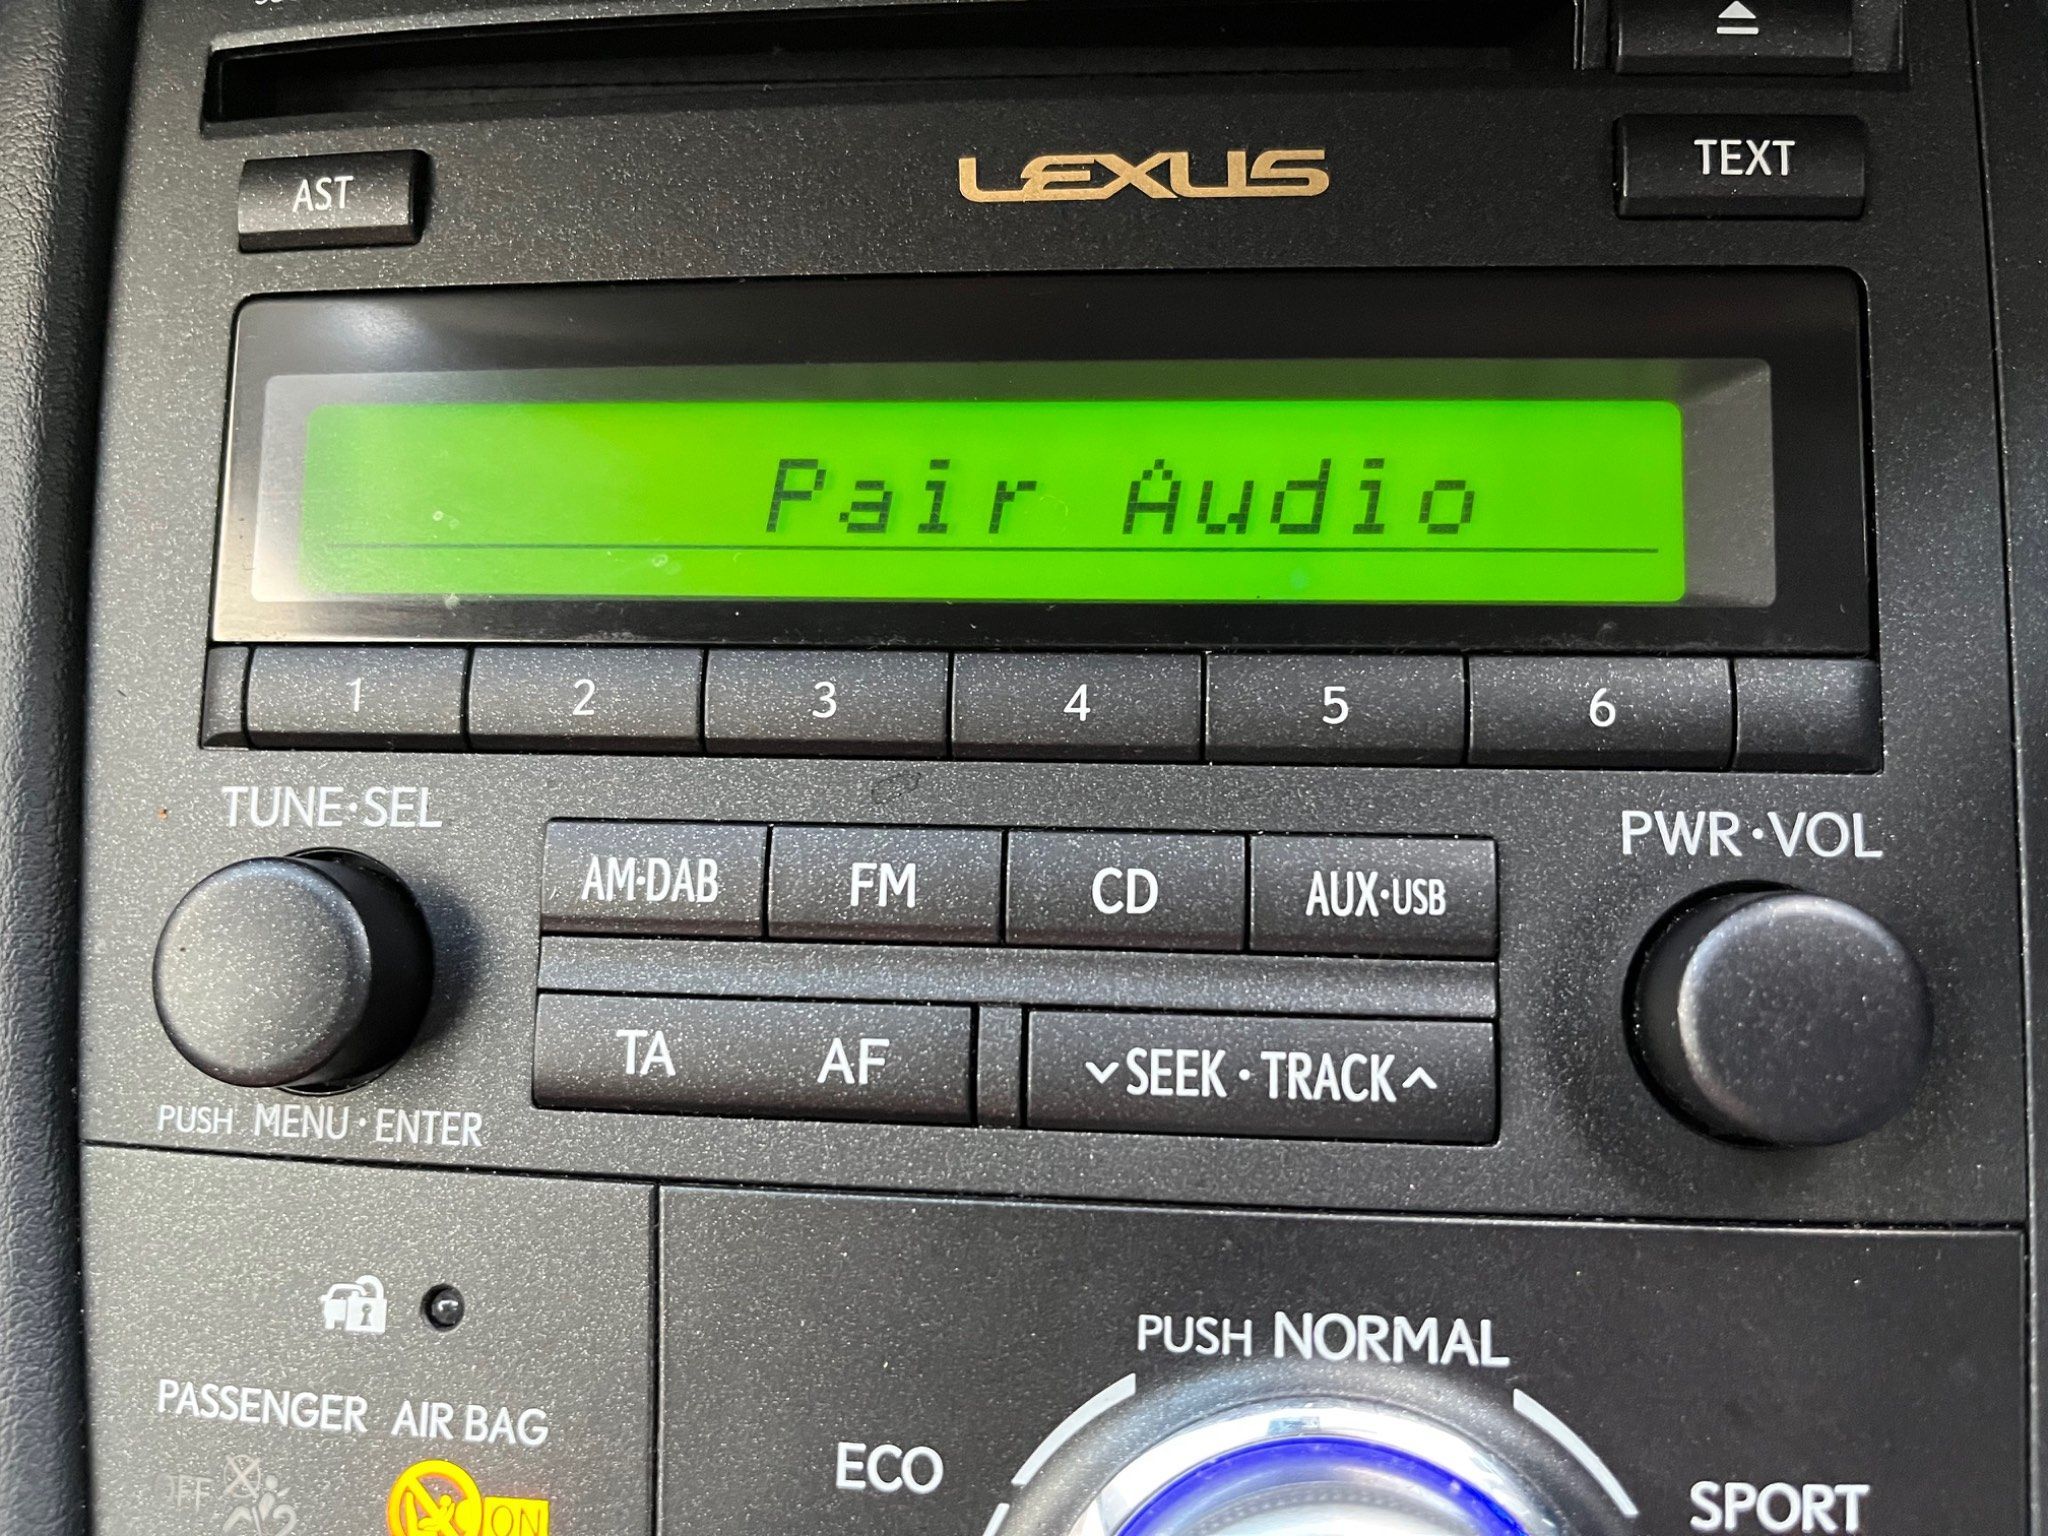 LEXUS
AST
TEXT
Pair Audio
1 2 3 4 5 6
TUNE·SEL
PWR·VOL
AM·DAB FM CD AUX·USB
TA AF ∨SEEK·TRACK∧
PUSH MENU·ENTER
PUSH NORMAL
PASSENGER AIR BAG
ECO
SPORT
OFF
ON